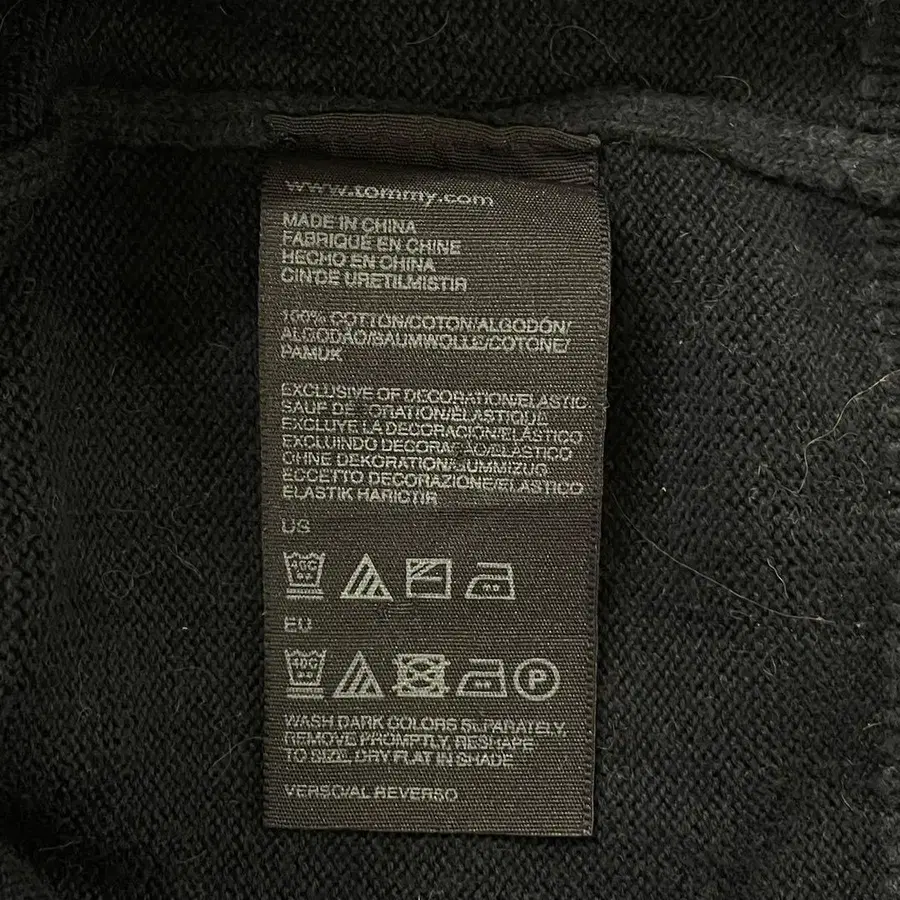 www.tommy.com
MADE IN CHINA
FABRIQUE EN CHINE
HECHO EN CHINA
CIN'DE URETILMISTIR
100% COTTON/COTON/ALGODÓN/
ALGODÃO/BAUMWOLLE/COTONE/
PAMUK
EXCLUSIVE OF DECORATION/ELASTIC
SAUF DECORATION/ÉLASTIQUE
EXCLUYE LA DECORACIÓN/ELÁSTICO
EXCLUINDO DECORAÇÃO/ELÁSTICO
OHNE DEKORATION/GUMMIZUG
ECCETTO DECORAZIONE/ELASTICO
ELASTIK HARICTIR
US
40C
EU
40C
P
WASH DARK COLORS SEPARATELY,
REMOVE PROMPTLY, RESHAPE
TO SIZE, DRY FLAT IN SHADE
VERSO/AL REVERSO